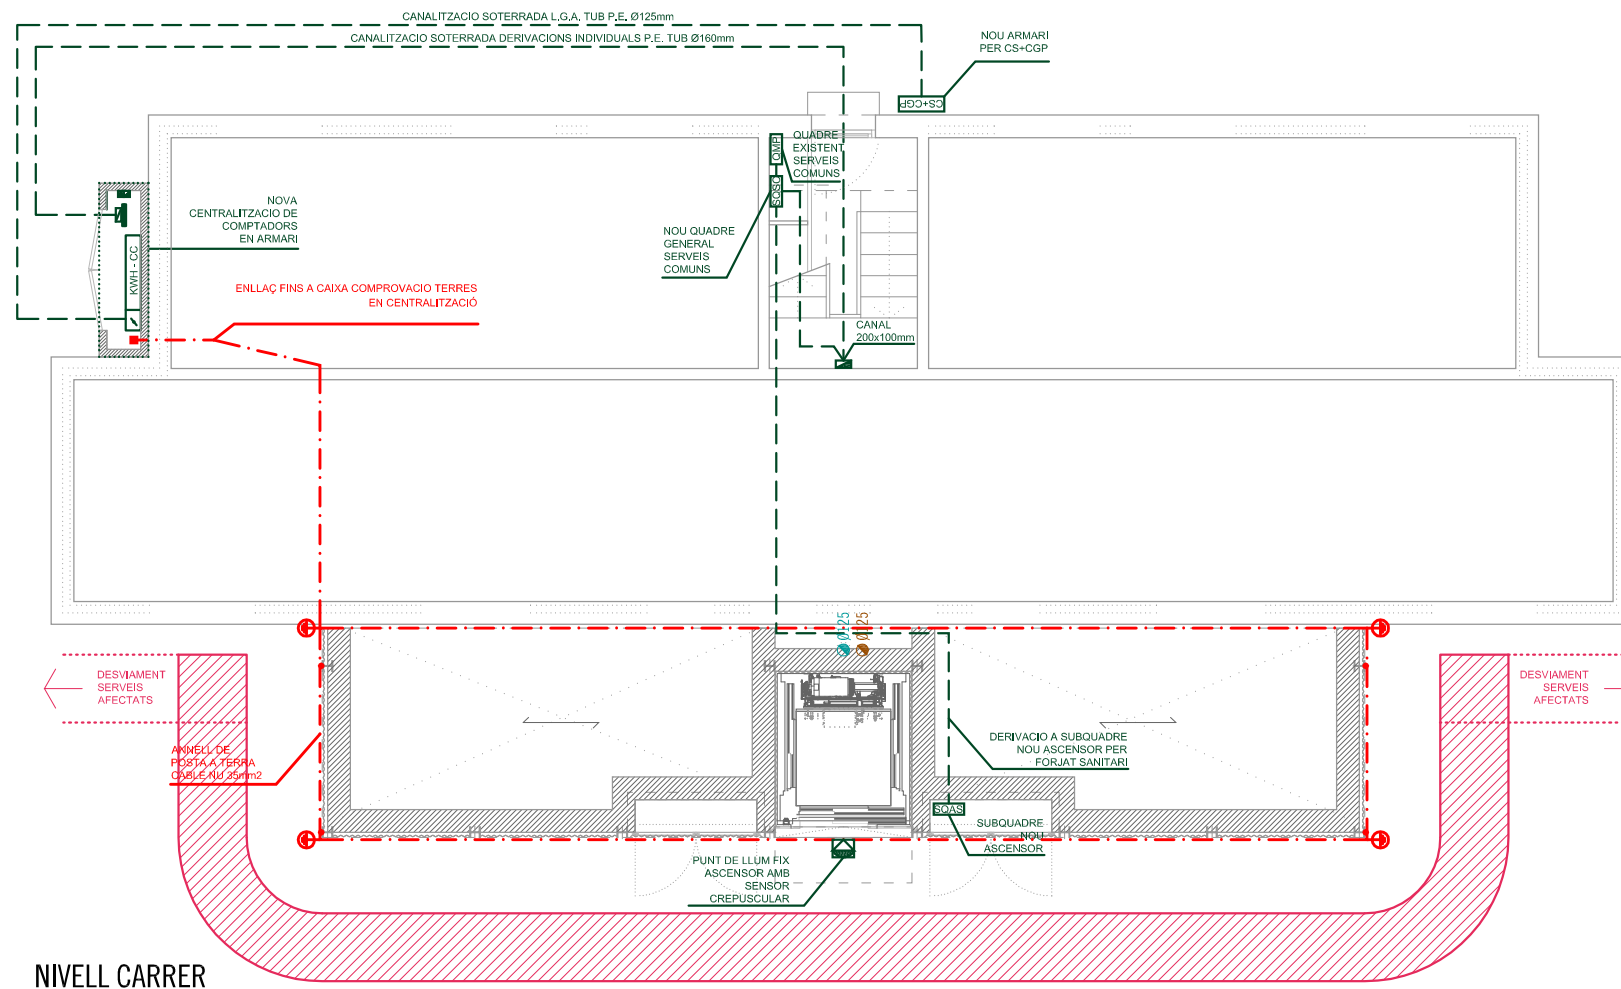 CANALITZACIO SOTERRADA L.G.A. TUB P.E. Ø125mm
CANALITZACIO SOTERRADA DERIVACIONS INDIVIDUALS P.E. TUB Ø160mm
NOU ARMARI
PER CS+CGP
CS+CGP
QMP
QUADRE
EXISTENT
SERVEIS
COMUNS
SQSC
NOVA
CENTRALITZACIO DE
COMPTADORS
EN ARMARI
KWH - CC
NOU QUADRE
GENERAL
SERVEIS
COMUNS
ENLLAÇ FINS A CAIXA COMPROVACIO TERRES
EN CENTRALITZACIÓ
CANAL
200x100mm
Ø125
Ø125
DESVIAMENT
SERVEIS
AFECTATS
DESVIAMENT
SERVEIS
AFECTATS
ANNELL DE
POSTA A TERRA
CABLE NU 35mm2
DERIVACIO A SUBQUADRE
NOU ASCENSOR PER
FORJAT SANITARI
SQAS
SUBQUADRE
NOU
ASCENSOR
PUNT DE LLUM FIX
ASCENSOR AMB
SENSOR
CREPUSCULAR
NIVELL CARRER